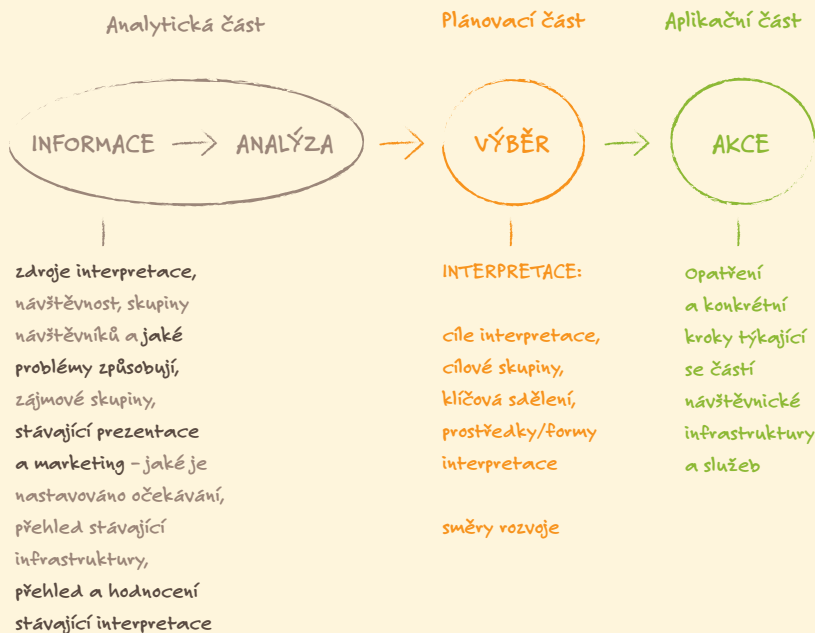 Analytická část
Plánovací část
Aplikační část
INFORMACE → ANALÝZA → VÝBĚR → AKCE
zdroje interpretace,
návštěvnost, skupiny
návštěvníků a jaké
problémy způsobují,
zájmové skupiny,
stávající prezentace
a marketing – jaké je
nastavováno očekávání,
přehled stávající
infrastruktury,
přehled a hodnocení
stávající interpretace
INTERPRETACE:
cíle interpretace,
cílové skupiny,
klíčová sdělení,
prostředky/formy
interpretace
směry rozvoje
Opatření
a konkrétní
kroky týkající
se částí
návštěvnické
infrastruktury
a služeb